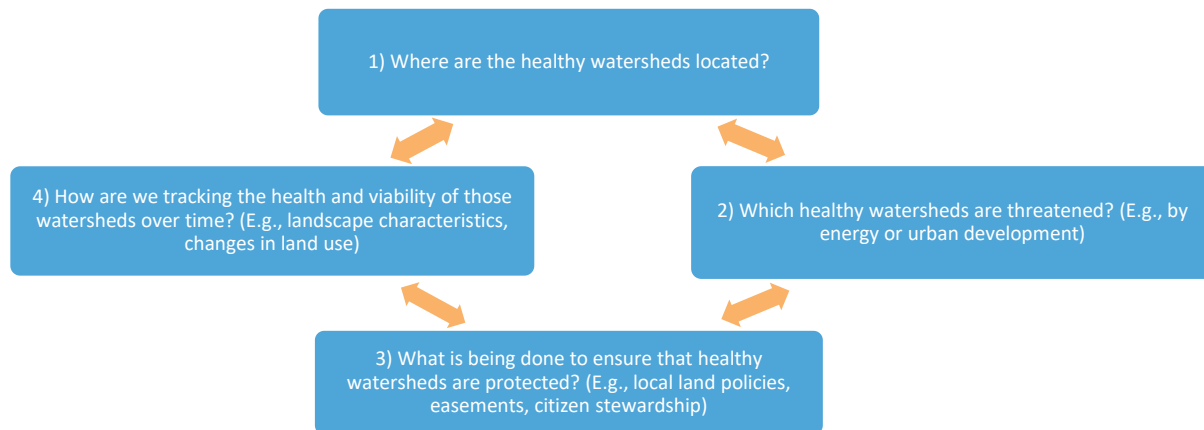 1) Where are the healthy watersheds located?
4) How are we tracking the health and viability of those
watersheds over time? (E.g., landscape characteristics,
changes in land use)
2) Which healthy watersheds are threatened? (E.g., by
energy or urban development)
3) What is being done to ensure that healthy
watersheds are protected? (E.g., local land policies,
easements, citizen stewardship)